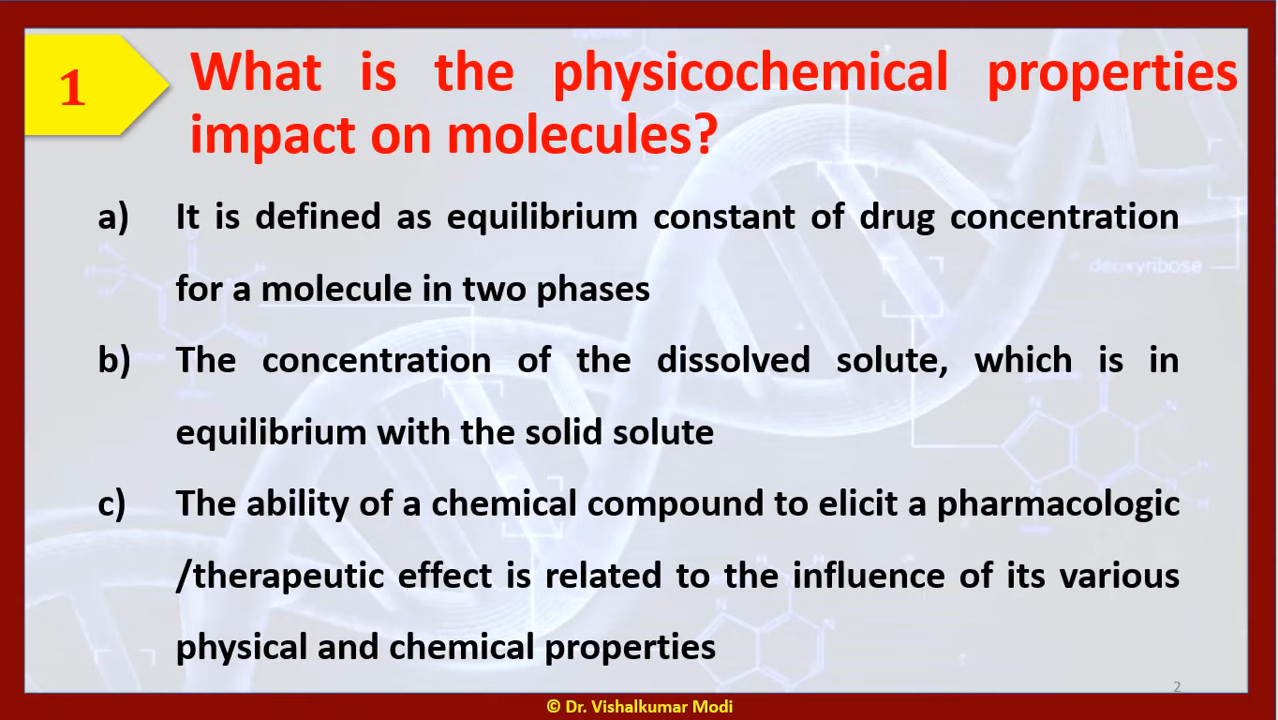 1
What is the physicochemical properties
impact on molecules?
a) It is defined as equilibrium constant of drug concentration
for a molecule in two phases
deoxyribose
b) The concentration of the dissolved solute, which is in
equilibrium with the solid solute
c) The ability of a chemical compound to elicit a pharmacologic
/therapeutic effect is related to the influence of its various
physical and chemical properties
2
© Dr. Vishalkumar Modi